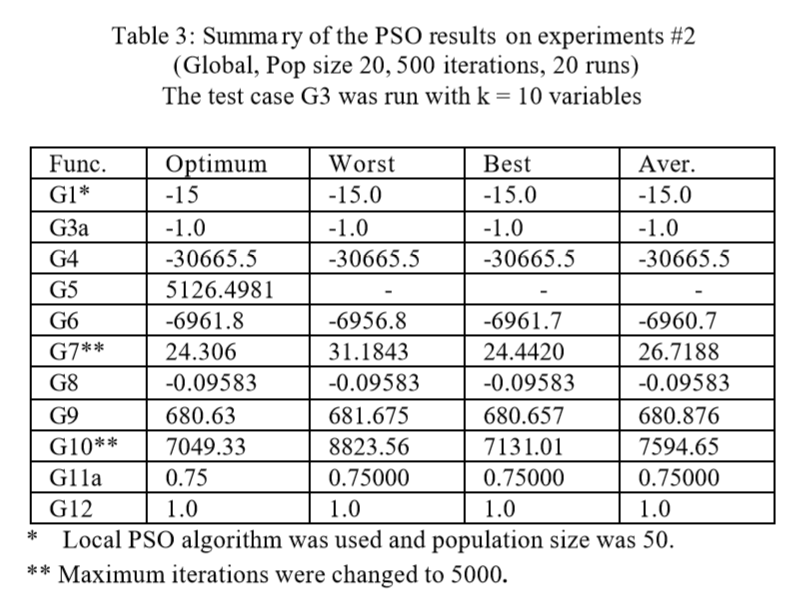 Table 3: Summary of the PSO results on experiments #2
(Global, Pop size 20, 500 iterations, 20 runs)
The test case G3 was run with k = 10 variables
Func. Optimum Worst Best Aver.
G1* -15 -15.0 -15.0 -15.0
G3a -1.0 -1.0 -1.0 -1.0
G4 -30665.5 -30665.5 -30665.5 -30665.5
G5 5126.4981 - - -
G6 -6961.8 -6956.8 -6961.7 -6960.7
G7** 24.306 31.1843 24.4420 26.7188
G8 -0.09583 -0.09583 -0.09583 -0.09583
G9 680.63 681.675 680.657 680.876
G10** 7049.33 8823.56 7131.01 7594.65
G11a 0.75 0.75000 0.75000 0.75000
G12 1.0 1.0 1.0 1.0
* Local PSO algorithm was used and population size was 50.
** Maximum iterations were changed to 5000.